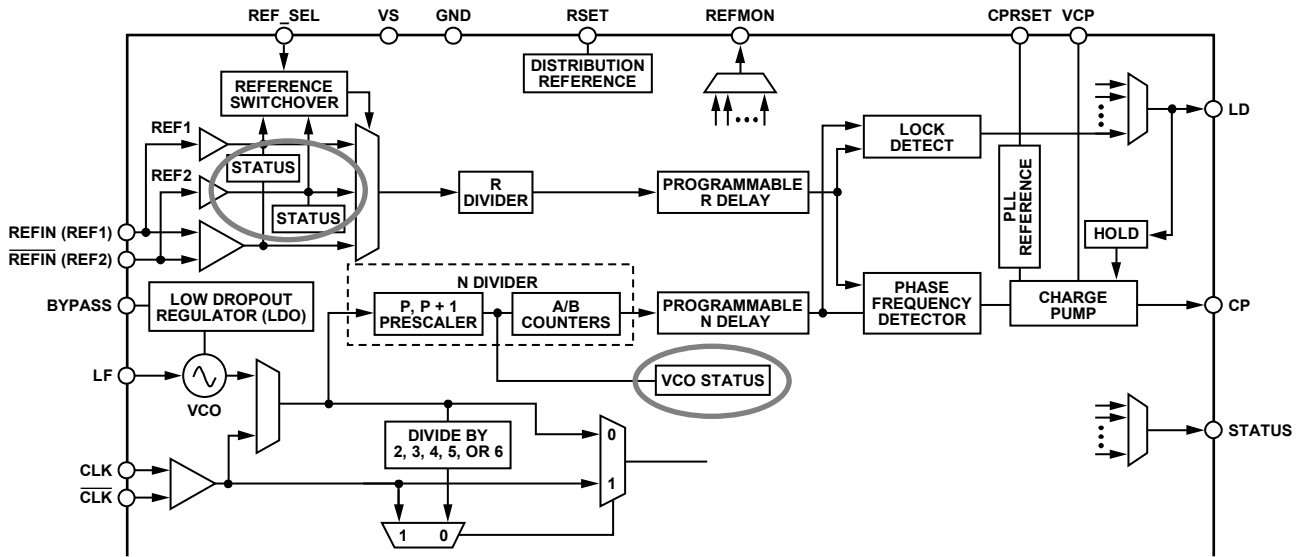 REF_SEL
VS
GND
RSET
REFMON
CPRSET
VCP
DISTRIBUTION
REFERENCE
REFERENCE
SWITCHOVER
REF1
STATUS
REF2
STATUS
R
DIVIDER
PROGRAMMABLE
R DELAY
LOCK
DETECT
LD
PLL
REFERENCE
HOLD
REFIN (REF1)
REFIN (REF2)
BYPASS
LOW DROPOUT
REGULATOR (LDO)
N DIVIDER
P, P + 1
PRESCALER
A/B
COUNTERS
PROGRAMMABLE
N DELAY
PHASE
FREQUENCY
DETECTOR
CHARGE
PUMP
CP
LF
VCO
VCO STATUS
DIVIDE BY
2, 3, 4, 5, OR 6
0
1
STATUS
CLK
CLK
1 0